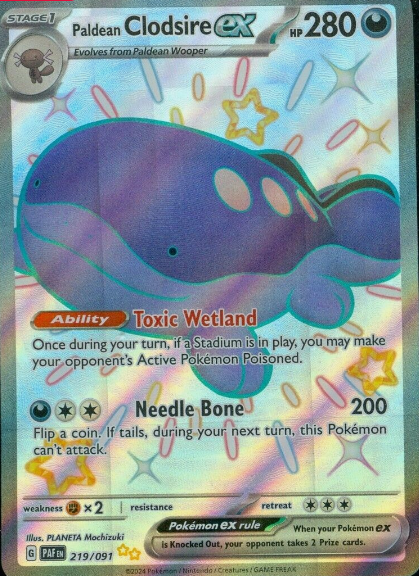 STAGE 1
Paldean Clodsire ex HP 280
Evolves from Paldean Wooper
Ability Toxic Wetland
Once during your turn, if a Stadium is in play, you may make
your opponent's Active Pokémon Poisoned.
Needle Bone 200
Flip a coin. If tails, during your next turn, this Pokémon
can't attack.
weakness ×2 resistance retreat
Illus. PLANETA Mochizuki
Pokémon ex rule When your Pokémon ex
is Knocked Out, your opponent takes 2 Prize cards.
G PAF EN 219/091
©2024 Pokémon / Nintendo / Creatures / GAME FREAK